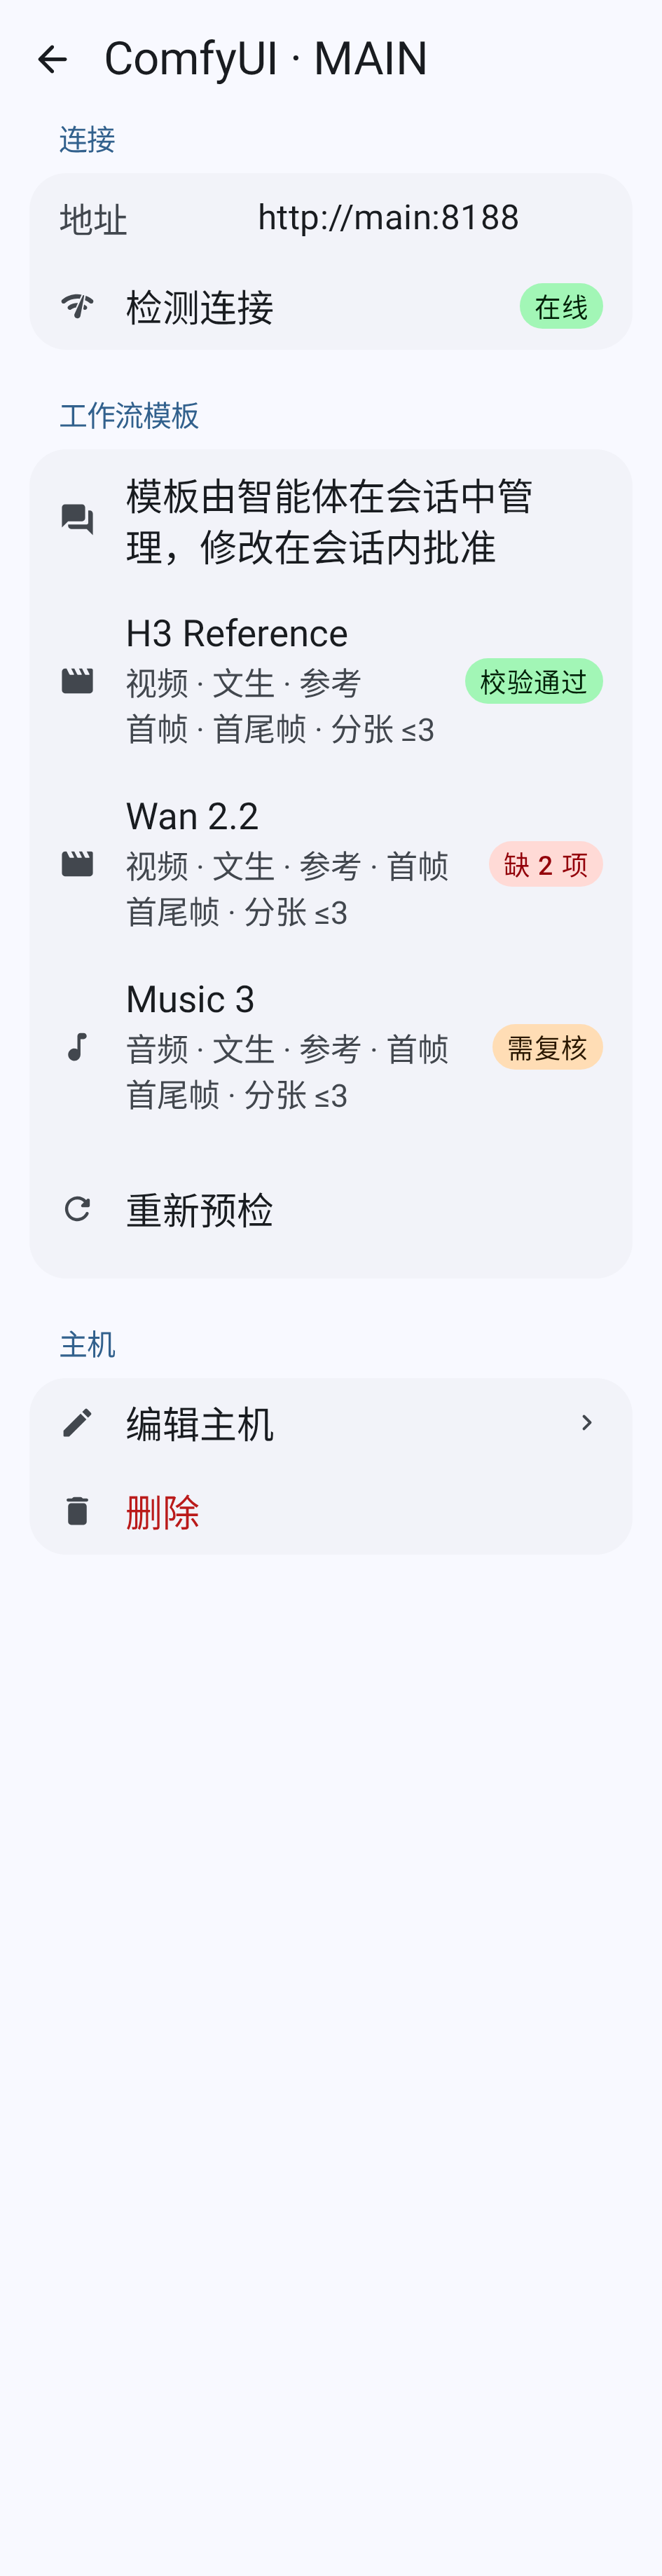 ComfyUI · MAIN
连接
地址 http://main:8188
检测连接 在线
工作流模板
模板由智能体在会话中管
理，修改在会话内批准
H3 Reference
视频 · 文生 · 参考
首帧 · 首尾帧 · 分张 ≤3
校验通过
Wan 2.2
视频 · 文生 · 参考 · 首帧
首尾帧 · 分张 ≤3
缺 2 项
Music 3
音频 · 文生 · 参考 · 首帧
首尾帧 · 分张 ≤3
需复核
重新预检
主机
编辑主机
删除